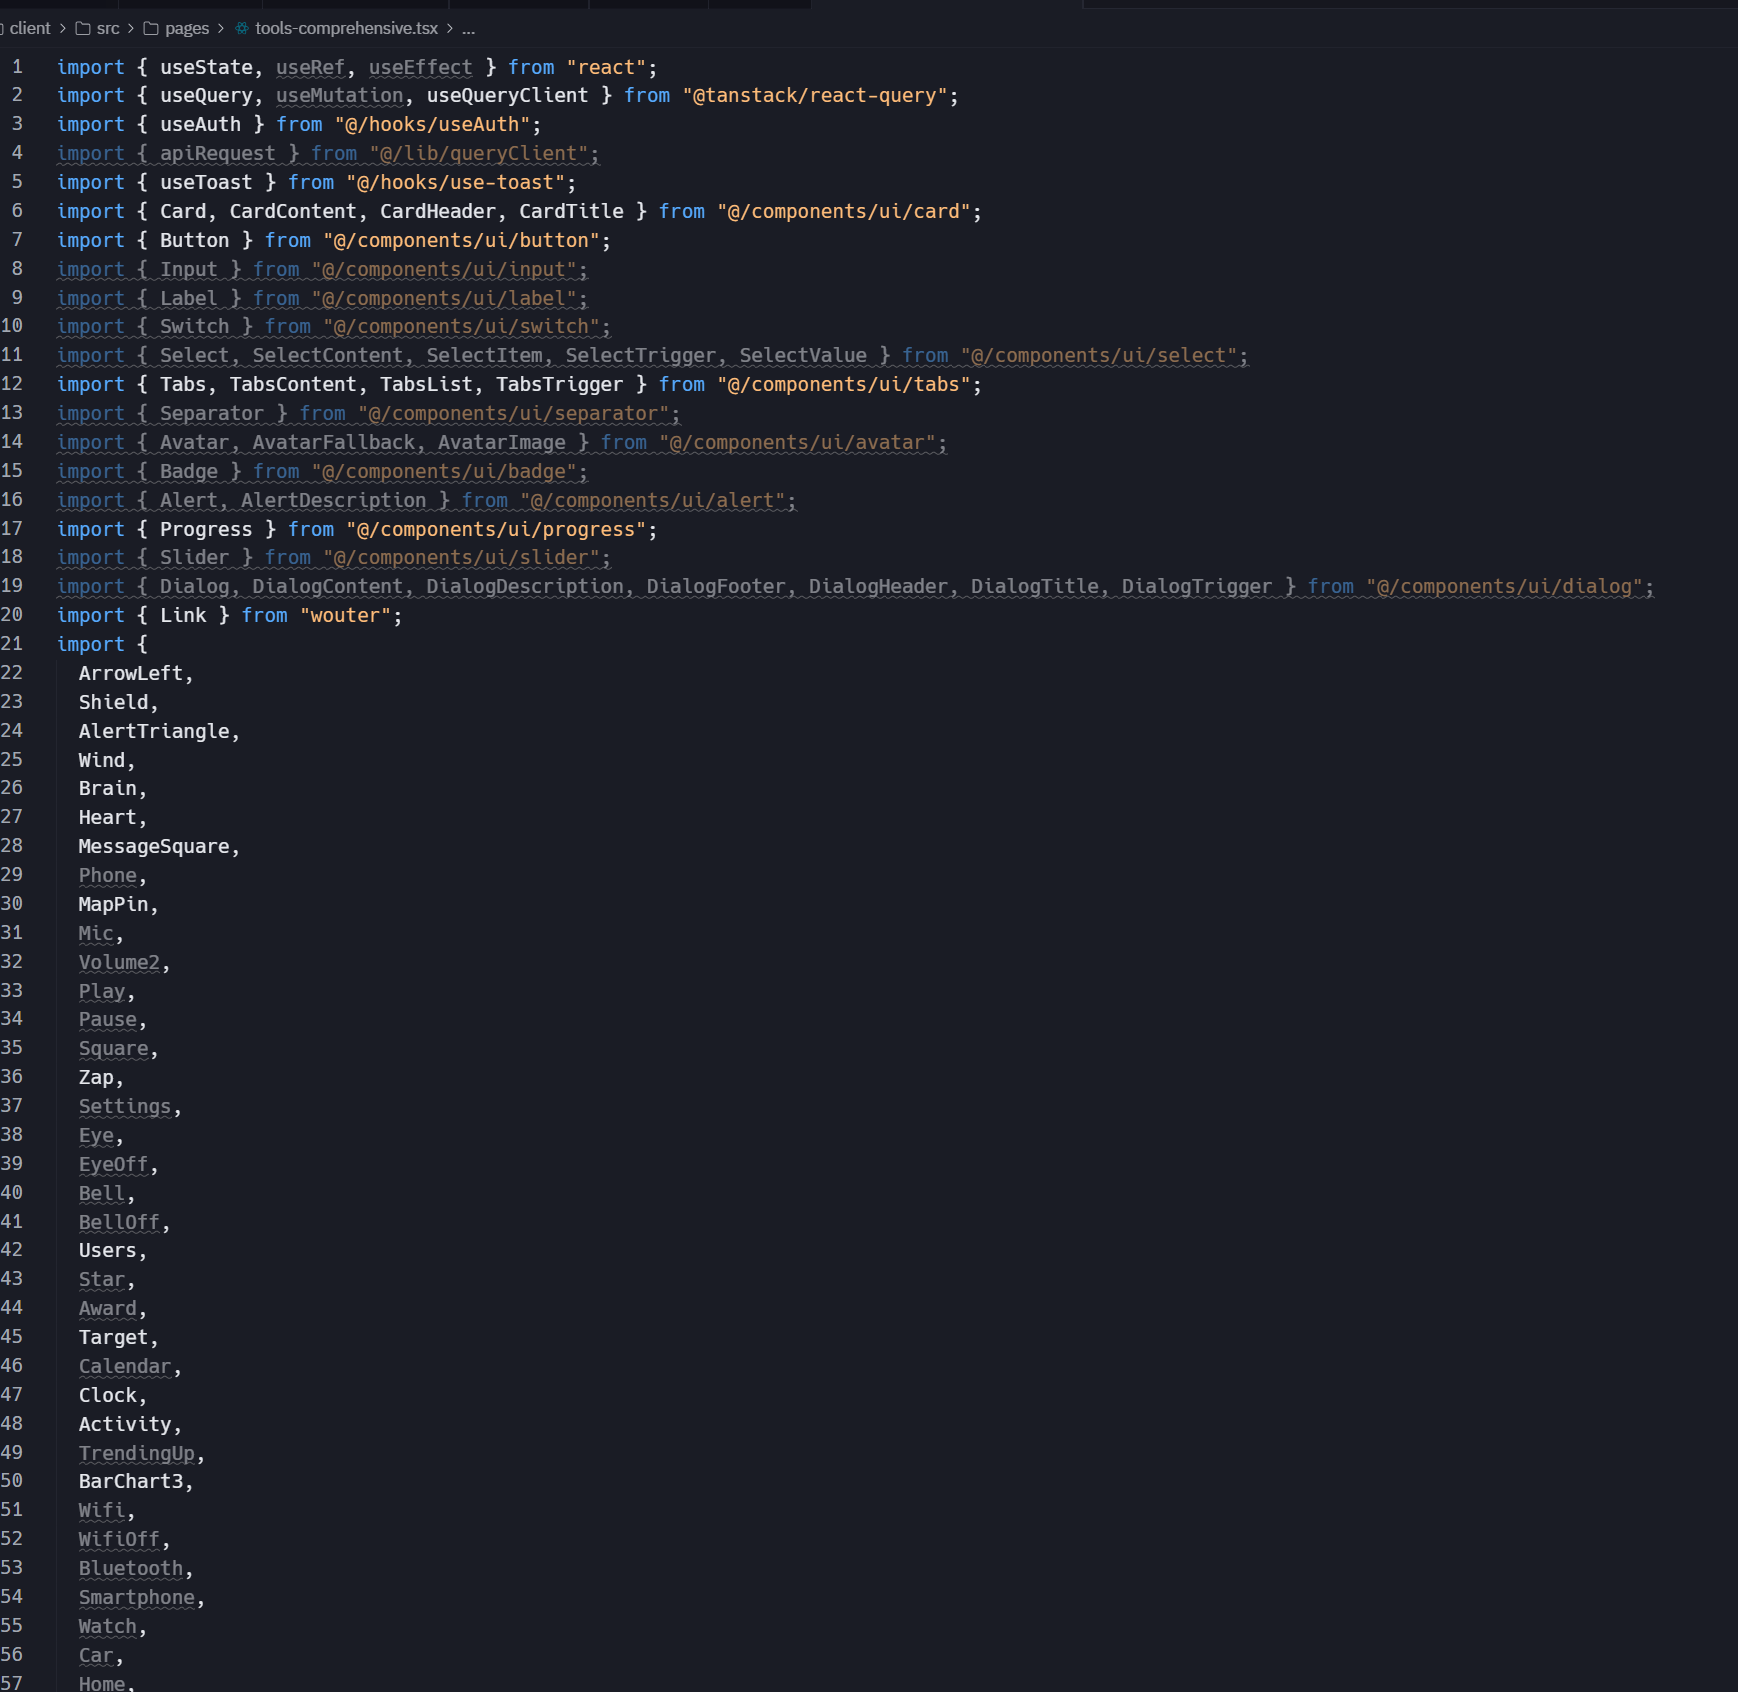 client > src > pages > tools-comprehensive.tsx > ...
1 import { useState, useRef, useEffect } from "react";
2 import { useQuery, useMutation, useQueryClient } from "@tanstack/react-query";
3 import { useAuth } from "@/hooks/useAuth";
4 import { apiRequest } from "@/lib/queryClient";
5 import { useToast } from "@/hooks/use-toast";
6 import { Card, CardContent, CardHeader, CardTitle } from "@/components/ui/card";
7 import { Button } from "@/components/ui/button";
8 import { Input } from "@/components/ui/input";
9 import { Label } from "@/components/ui/label";
10 import { Switch } from "@/components/ui/switch";
11 import { Select, SelectContent, SelectItem, SelectTrigger, SelectValue } from "@/components/ui/select";
12 import { Tabs, TabsContent, TabsList, TabsTrigger } from "@/components/ui/tabs";
13 import { Separator } from "@/components/ui/separator";
14 import { Avatar, AvatarFallback, AvatarImage } from "@/components/ui/avatar";
15 import { Badge } from "@/components/ui/badge";
16 import { Alert, AlertDescription } from "@/components/ui/alert";
17 import { Progress } from "@/components/ui/progress";
18 import { Slider } from "@/components/ui/slider";
19 import { Dialog, DialogContent, DialogDescription, DialogFooter, DialogHeader, DialogTitle, DialogTrigger } from "@/components/ui/dialog";
20 import { Link } from "wouter";
21 import {
22 ArrowLeft,
23 Shield,
24 AlertTriangle,
25 Wind,
26 Brain,
27 Heart,
28 MessageSquare,
29 Phone,
30 MapPin,
31 Mic,
32 Volume2,
33 Play,
34 Pause,
35 Square,
36 Zap,
37 Settings,
38 Eye,
39 EyeOff,
40 Bell,
41 BellOff,
42 Users,
43 Star,
44 Award,
45 Target,
46 Calendar,
47 Clock,
48 Activity,
49 TrendingUp,
50 BarChart3,
51 Wifi,
52 WifiOff,
53 Bluetooth,
54 Smartphone,
55 Watch,
56 Car,
57 Home,